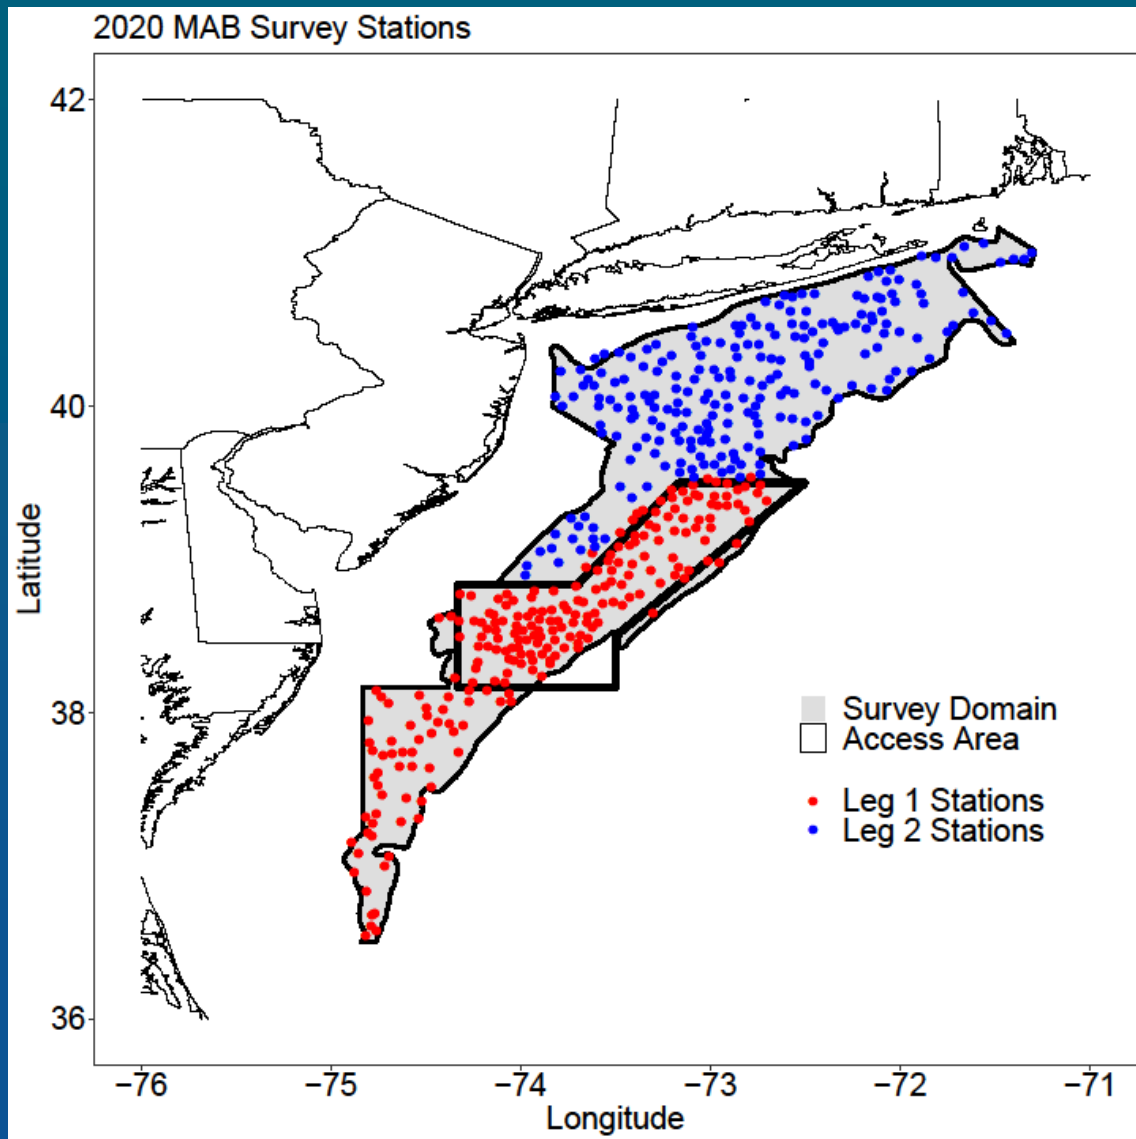 2020 MAB Survey Stations
42
40
38
36
Latitude
Survey Domain
Access Area
Leg 1 Stations
Leg 2 Stations
−76 −75 −74 −73 −72 −71
Longitude